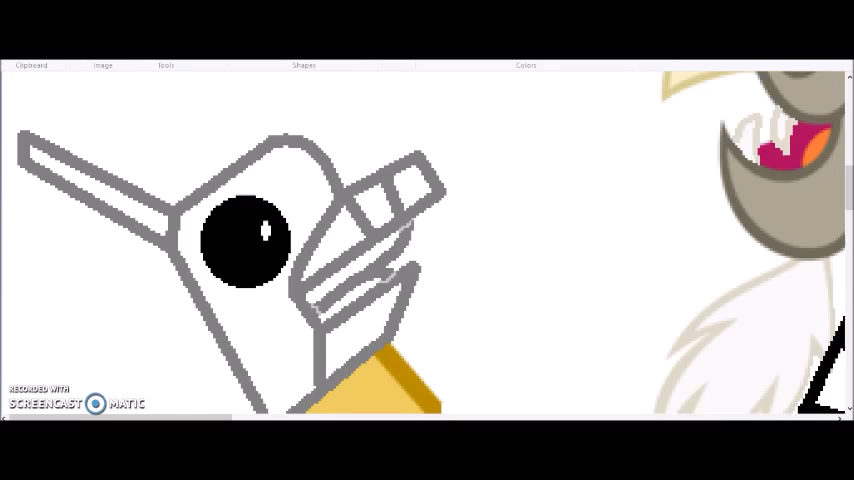 Clipboard Image Tools Shapes Colors
RECORDED WITH
SCREENCAST MATIC